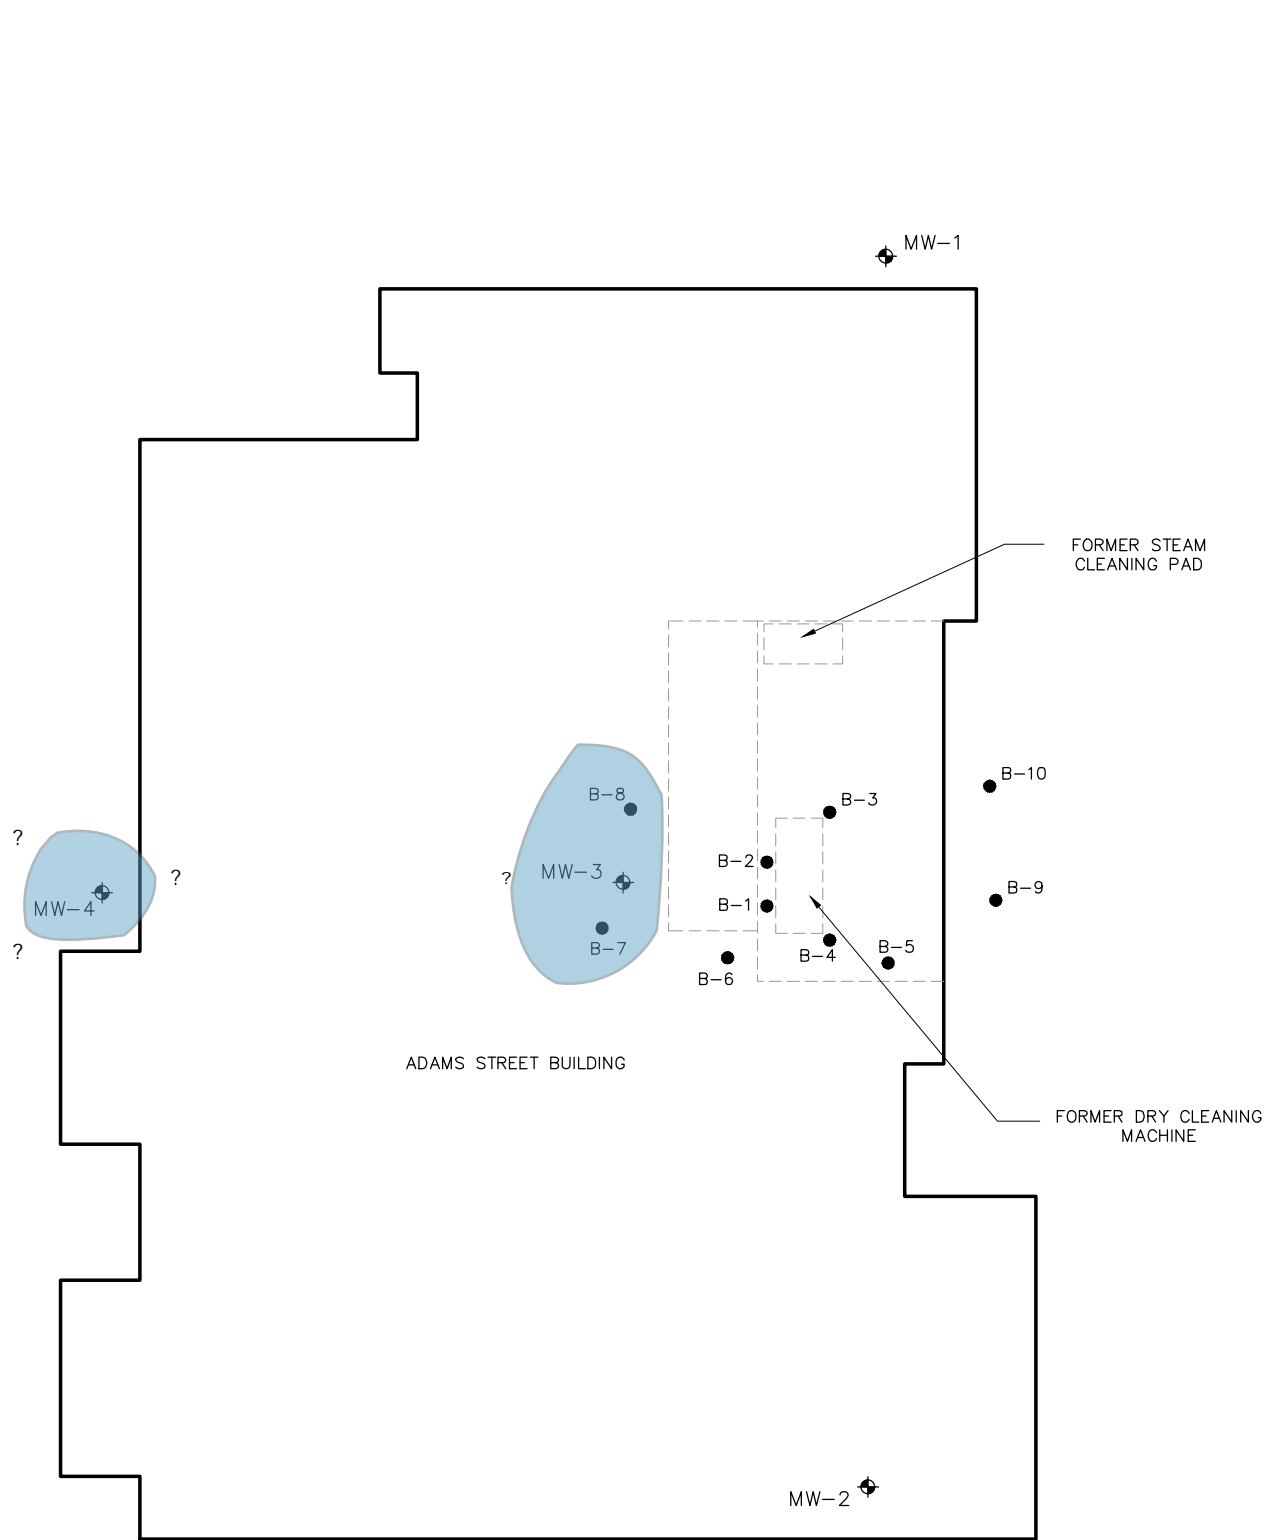 MW-1
FORMER STEAM
CLEANING PAD
B-10
B-8
B-3
?
B-2
MW-3
?
?
B-9
MW-4
B-1
B-5
B-7
?
B-4
B-6
ADAMS STREET BUILDING
FORMER DRY CLEANING
MACHINE
MW-2